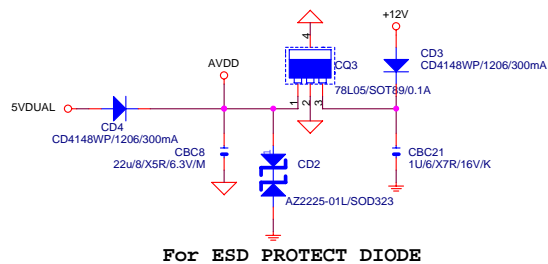 +12V
4
AVDD
CQ3
CD3
CD4148WP/1206/300mA
78L05/SOT89/0.1A
5VDUAL
1
2
3
CD4
CD4148WP/1206/300mA
CBC8
22u/8/X5R/6.3V/M
CD2
CBC21
1U/6/X7R/16V/K
AZ2225-01L/SOD323
For ESD PROTECT DIODE